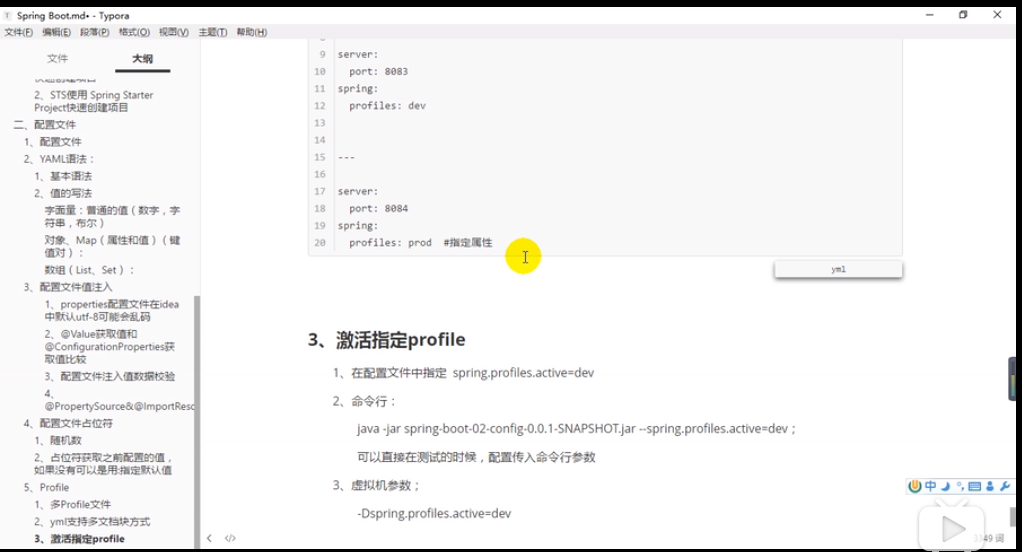 Spring Boot.md• - Typora
文件(F) 编辑(E) 段落(P) 格式(O) 视图(V) 主题(T) 帮助(H)
文件 大纲
2、STS使用 Spring Starter
Project快速创建项目
二、配置文件
1、配置文件
2、YAML语法：
1、基本语法
2、值的写法
字面量：普通的值（数字，字
符串，布尔）
对象、Map（属性和值）（键
值对）：
数组（List、Set）：
3、配置文件值注入
1、properties配置文件在idea
中默认utf-8可能会乱码
2、@Value获取值和
@ConfigurationProperties获
取值比较
3、配置文件注入值数据校验
4、
@PropertySource&@ImportReso
4、配置文件占位符
1、随机数
2、占位符获取之前配置的值，
如果没有可以是用:指定默认值
5、Profile
1、多Profile文件
2、yml支持多文档块方式
3、激活指定profile
9 server:
10 port: 8083
11 spring:
12 profiles: dev
13
14
15 ---
16
17 server:
18 port: 8084
19 spring:
20 profiles: prod #指定属性
yml
3、激活指定profile
1、在配置文件中指定 spring.profiles.active=dev
2、命令行：
java -jar spring-boot-02-config-0.0.1-SNAPSHOT.jar --spring.profiles.active=dev；
可以直接在测试的时候，配置传入命令行参数
3、虚拟机参数；
-Dspring.profiles.active=dev
中